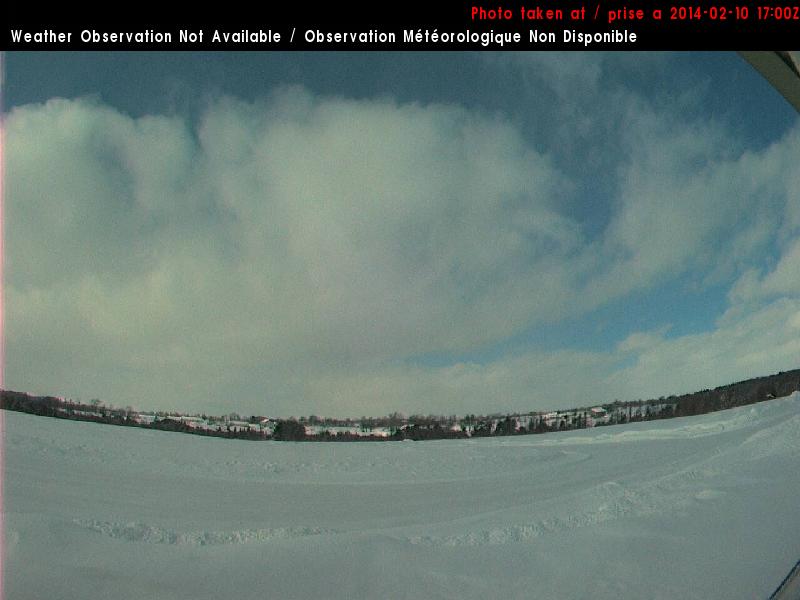 Photo taken at / prise a 2014-02-10 17:00Z
Weather Observation Not Available / Observation Météorologique Non Disponible